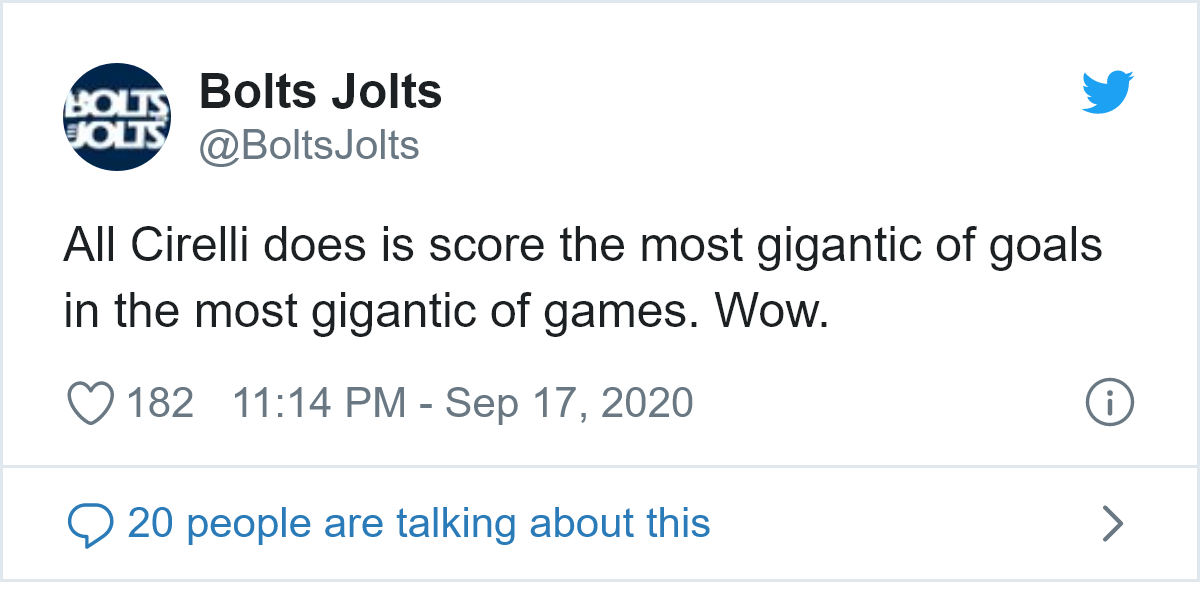 BOLTS
JOLTS
Bolts Jolts
@BoltsJolts
All Cirelli does is score the most gigantic of goals
in the most gigantic of games. Wow.
182 11:14 PM - Sep 17, 2020
20 people are talking about this